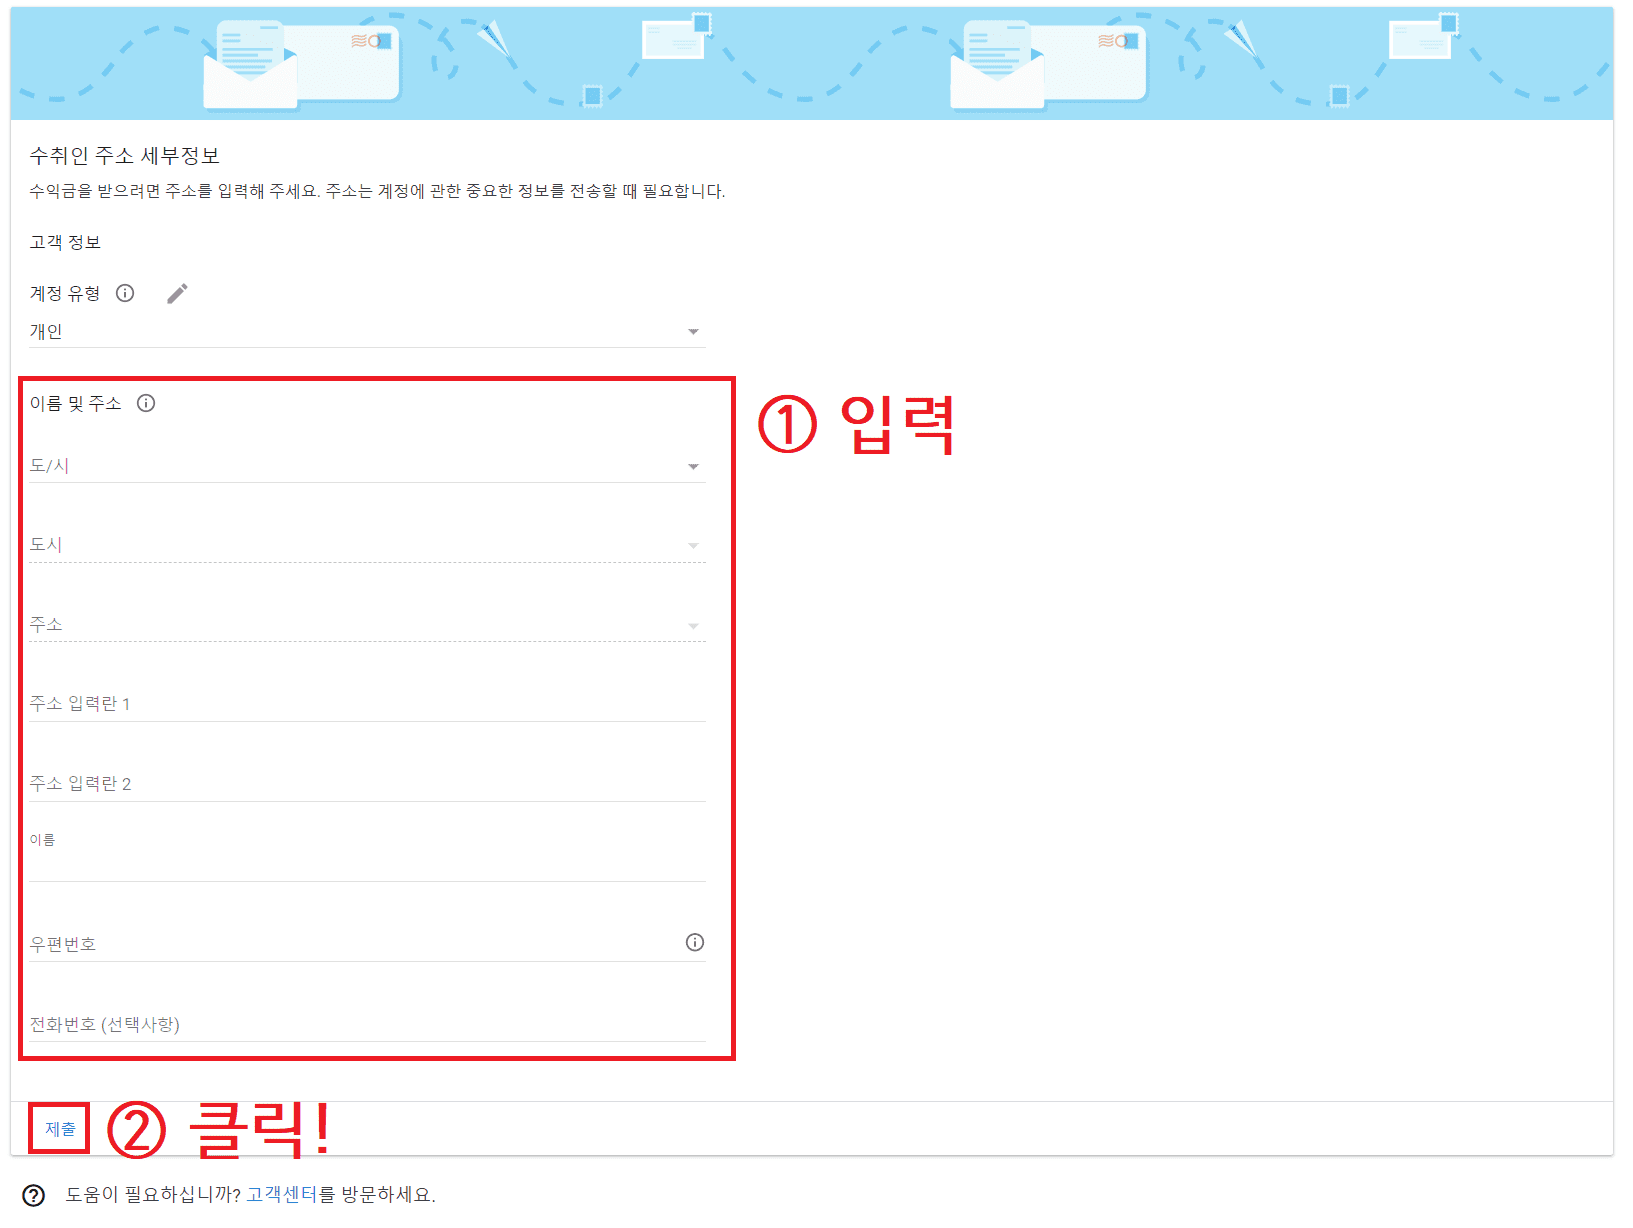 수취인 주소 세부정보
수익금을 받으려면 주소를 입력해 주세요. 주소는 계정에 관한 중요한 정보를 전송할 때 필요합니다.
고객 정보
계정 유형
개인
이름 및 주소
① 입력
도/시
도시
주소
주소 입력란 1
주소 입력란 2
이름
우편번호
전화번호 (선택사항)
제출 ② 클릭!
도움이 필요하십니까? 고객센터를 방문하세요.